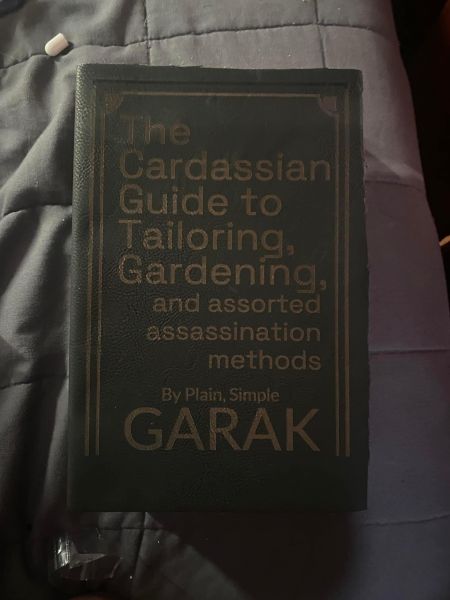 The
Cardassian
Guide to
Tailoring,
Gardening,
and assorted
assassination
methods
By Plain, Simple
GARAK